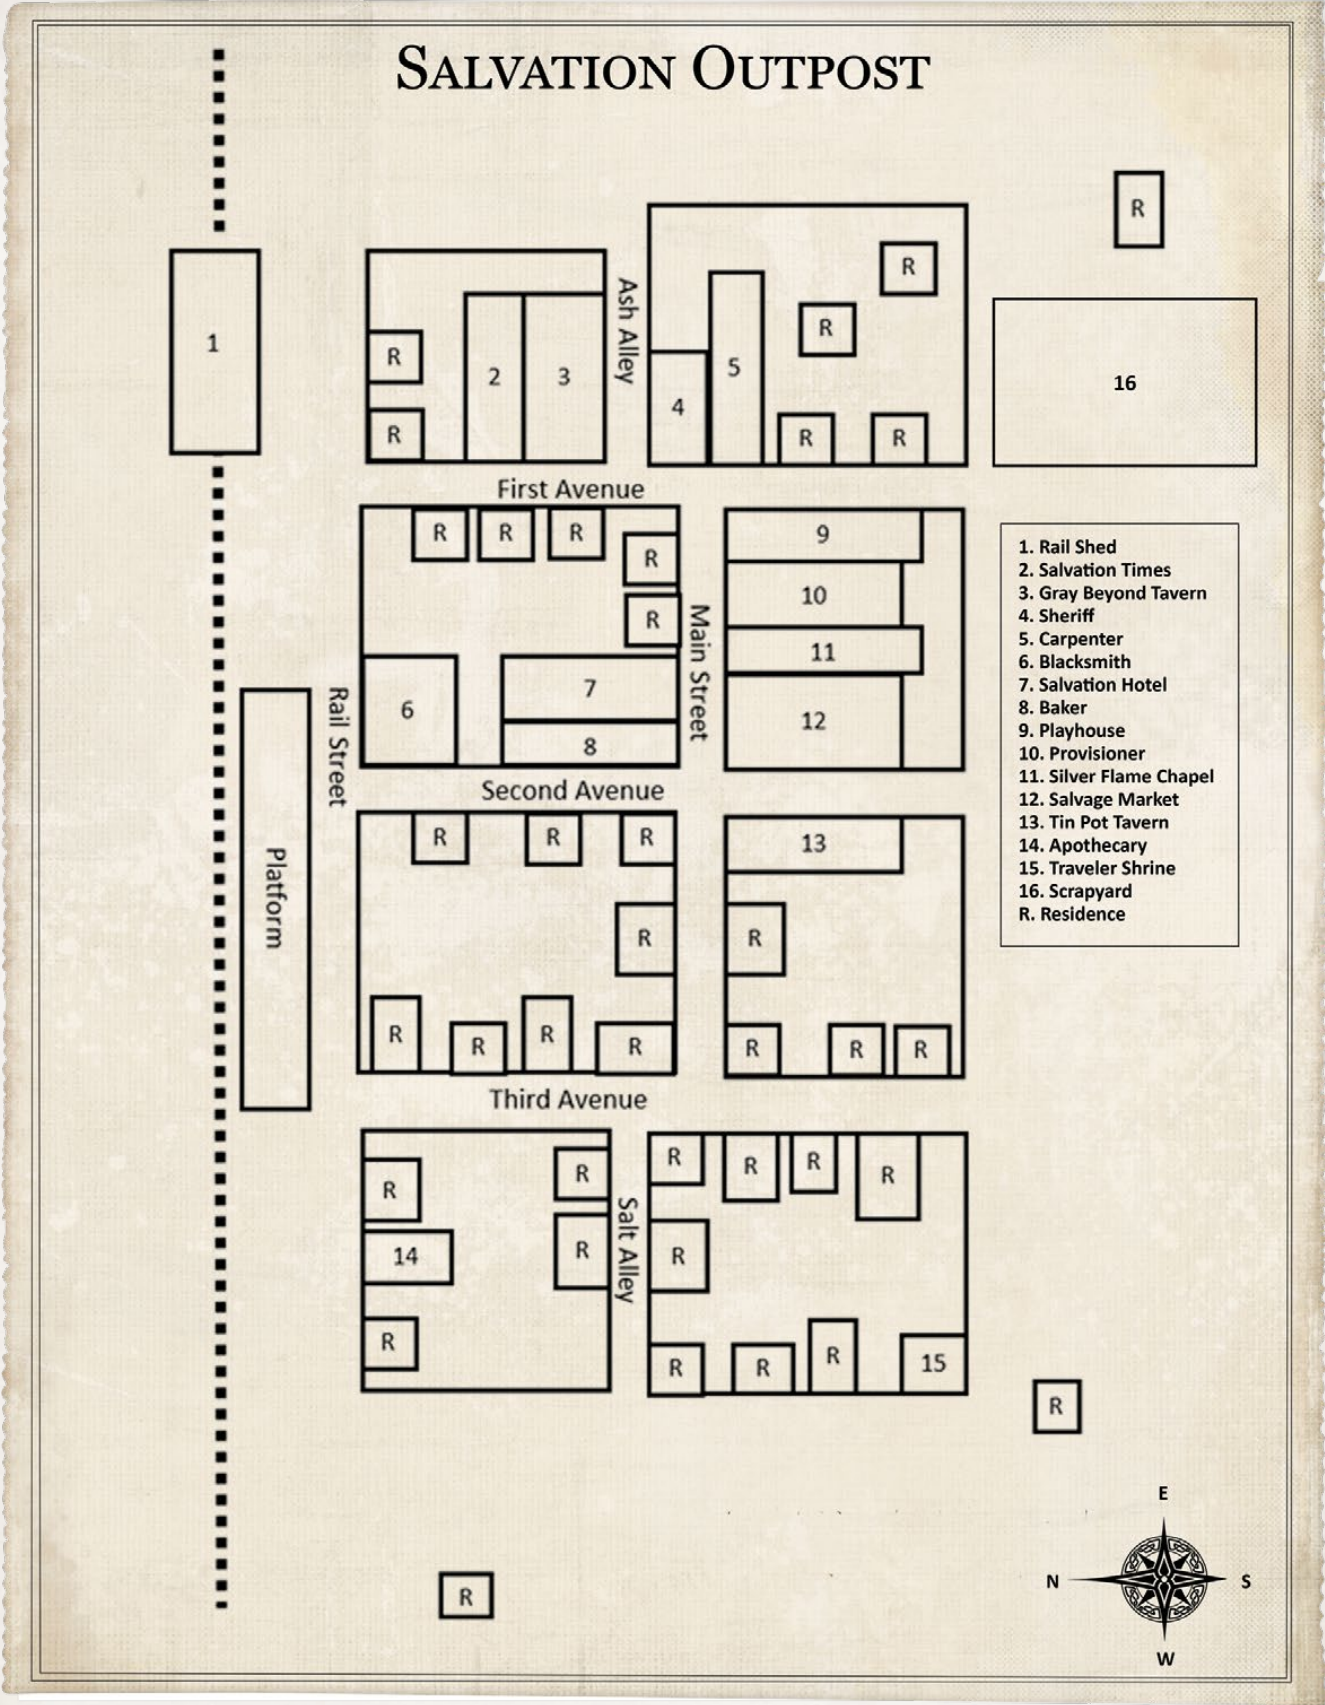 SALVATION OUTPOST
R
R
1
Ash Alley
R
R
2
3
5
16
4
R
R
R
First Avenue
R
R
R
9
R
1. Rail Shed
2. Salvation Times
3. Gray Beyond Tavern
4. Sheriff
5. Carpenter
6. Blacksmith
7. Salvation Hotel
8. Baker
9. Playhouse
10. Provisioner
11. Silver Flame Chapel
12. Salvage Market
13. Tin Pot Tavern
14. Apothecary
15. Traveler Shrine
16. Scrapyard
R. Residence
10
R
Main Street
11
7
6
12
Rail Street
8
Second Avenue
R
R
R
13
Platform
R
R
R
R
R
R
R
R
R
Third Avenue
R
R
R
R
R
R
14
R
Salt Alley
R
R
R
R
R
15
R
E
N
S
W
R